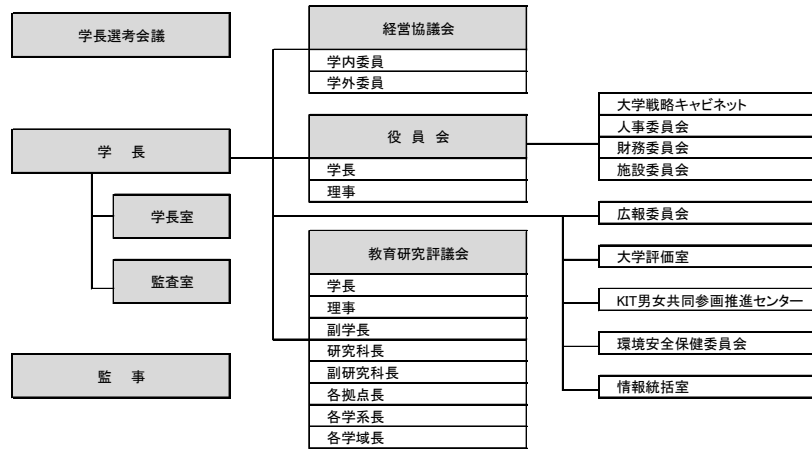 学長選考会議
学　長
学長室
監査室
監　事
経営協議会
学内委員
学外委員
役 員 会
学長
理事
教育研究評議会
学長
理事
副学長
研究科長
副研究科長
各拠点長
各学系長
各学域長
大学戦略キャビネット
人事委員会
財務委員会
施設委員会
広報委員会
大学評価室
KIT男女共同参画推進センター
環境安全保健委員会
情報統括室